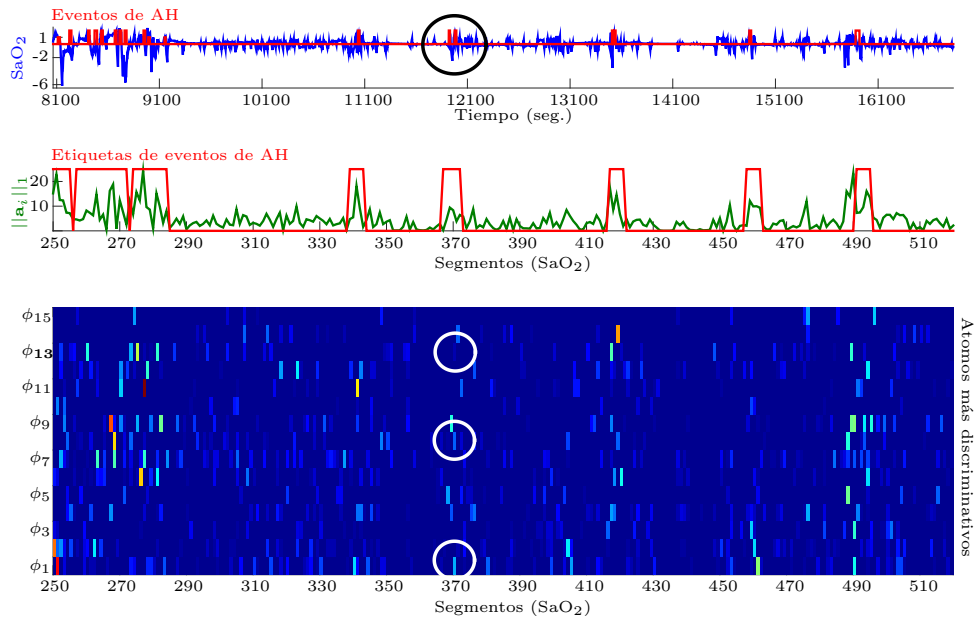 Eventos de AH
SaO2
1
-2
-6
8100 9100 10100 11100 12100 13100 14100 15100 16100
Tiempo (seg.)
Etiquetas de eventos de AH
||a_i||_1
20
10
250 270 290 310 330 350 370 390 410 430 450 470 490 510
Segmentos (SaO2)
ϕ15
ϕ13
ϕ11
ϕ9
ϕ7
ϕ5
ϕ3
ϕ1
Atomos más discriminativos
250 270 290 310 330 350 370 390 410 430 450 470 490 510
Segmentos (SaO2)